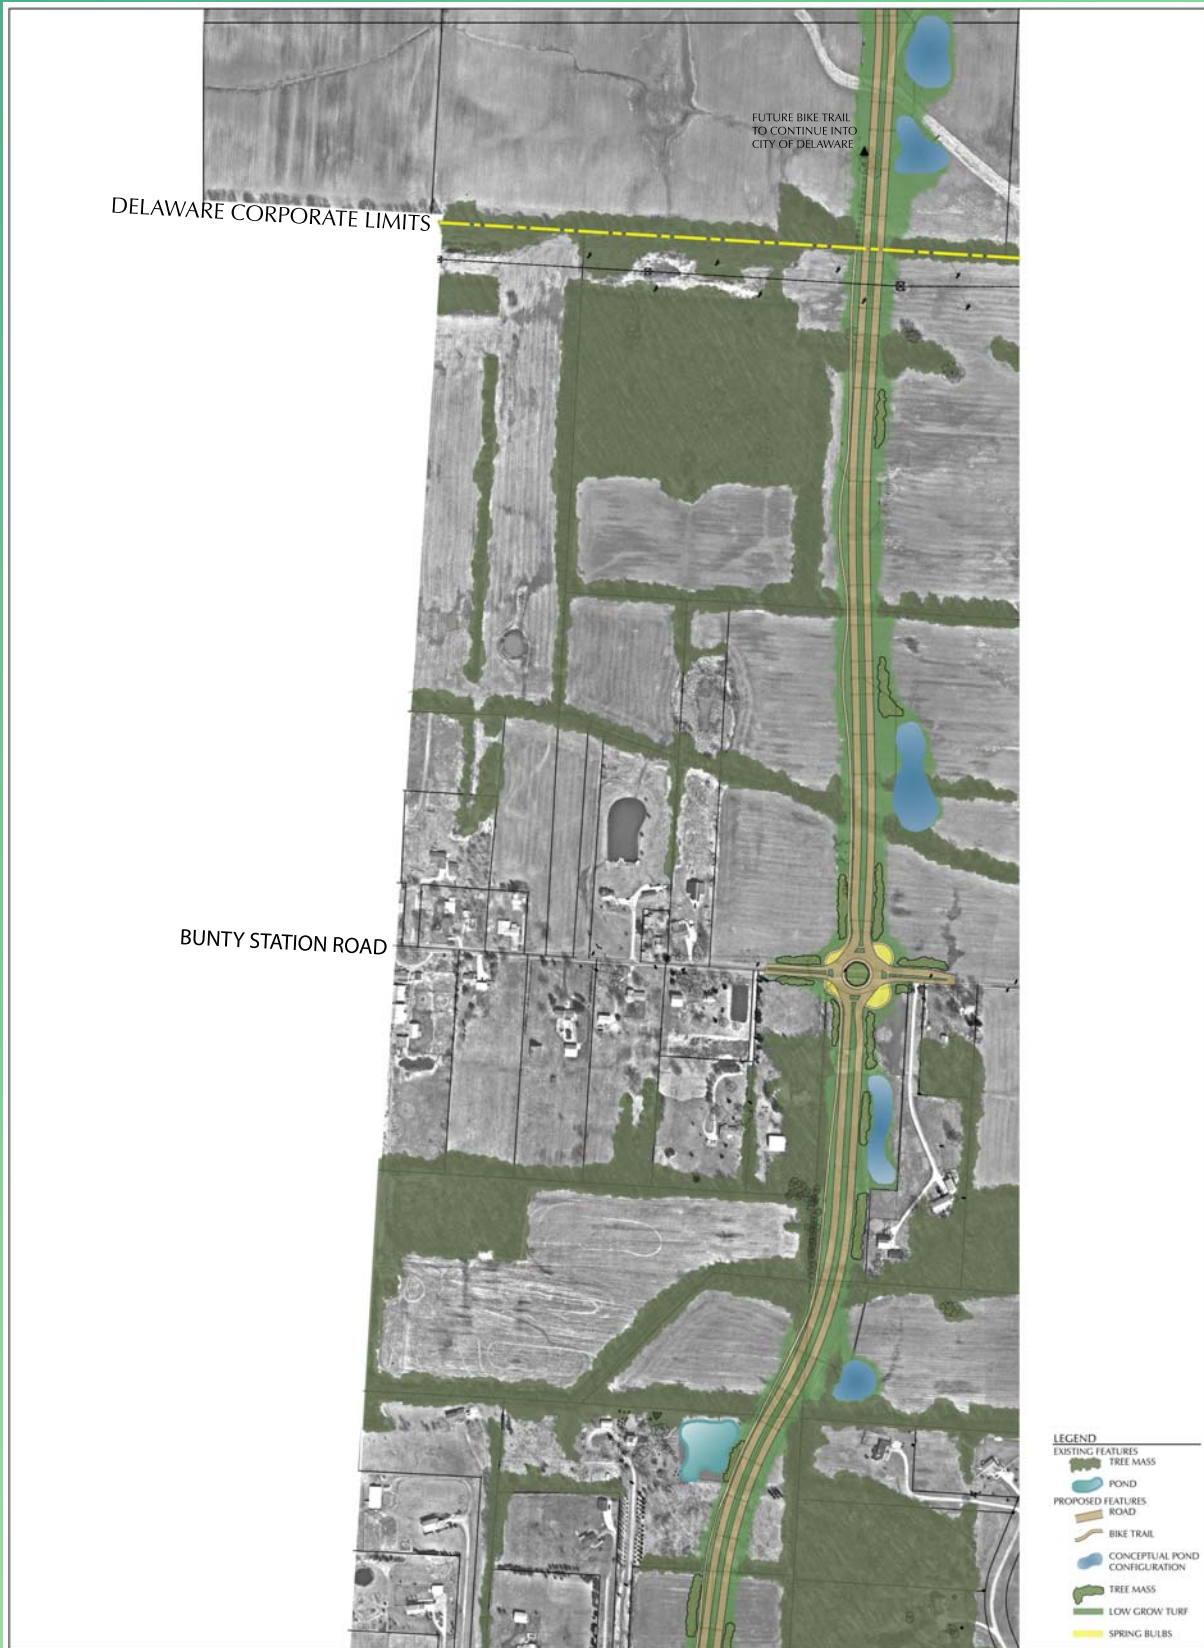 FUTURE BIKE TRAIL
TO CONTINUE INTO
CITY OF DELAWARE
DELAWARE CORPORATE LIMITS
BUNTY STATION ROAD
LEGEND
EXISTING FEATURES
TREE MASS
POND
PROPOSED FEATURES
ROAD
BIKE TRAIL
CONCEPTUAL POND
CONFIGURATION
TREE MASS
LOW GROW TURF
SPRING BULBS